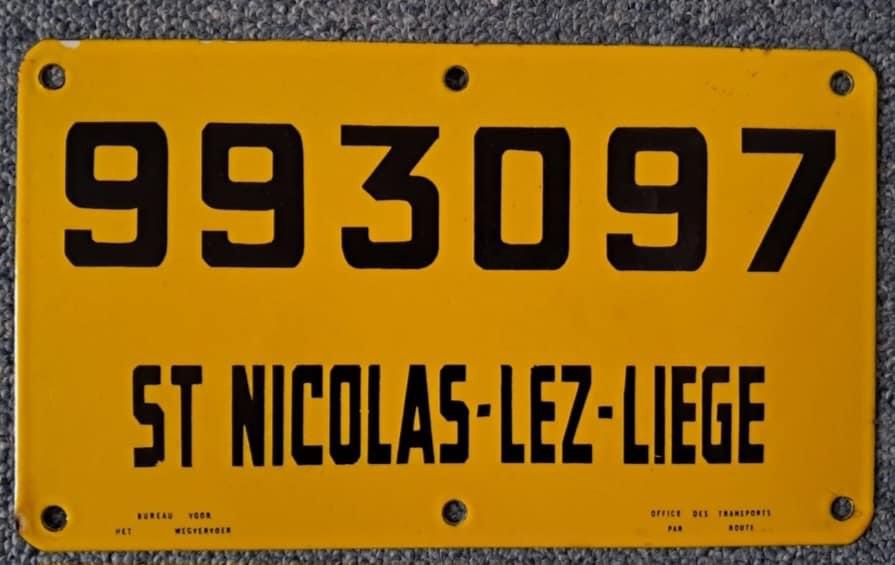 993097
ST NICOLAS-LEZ-LIEGE
BUREAU VOOR
HET WEGVERVOER
OFFICE DES TRANSPORTS
PAR ROUTE